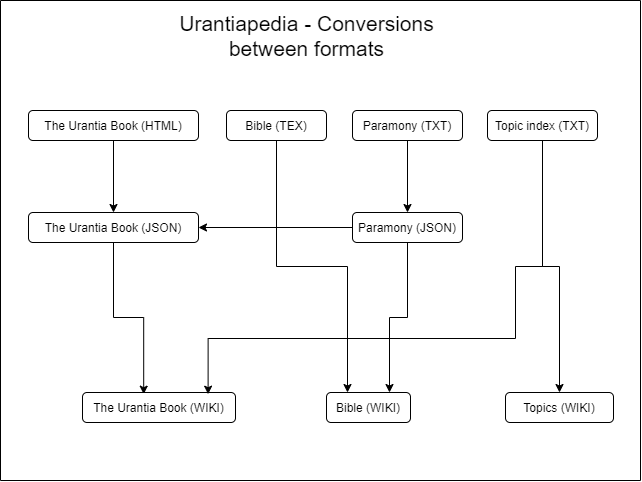 Urantiapedia - Conversions
between formats
The Urantia Book (HTML)
Bible (TEX)
Paramony (TXT)
Topic index (TXT)
The Urantia Book (JSON)
Paramony (JSON)
The Urantia Book (WIKI)
Bible (WIKI)
Topics (WIKI)